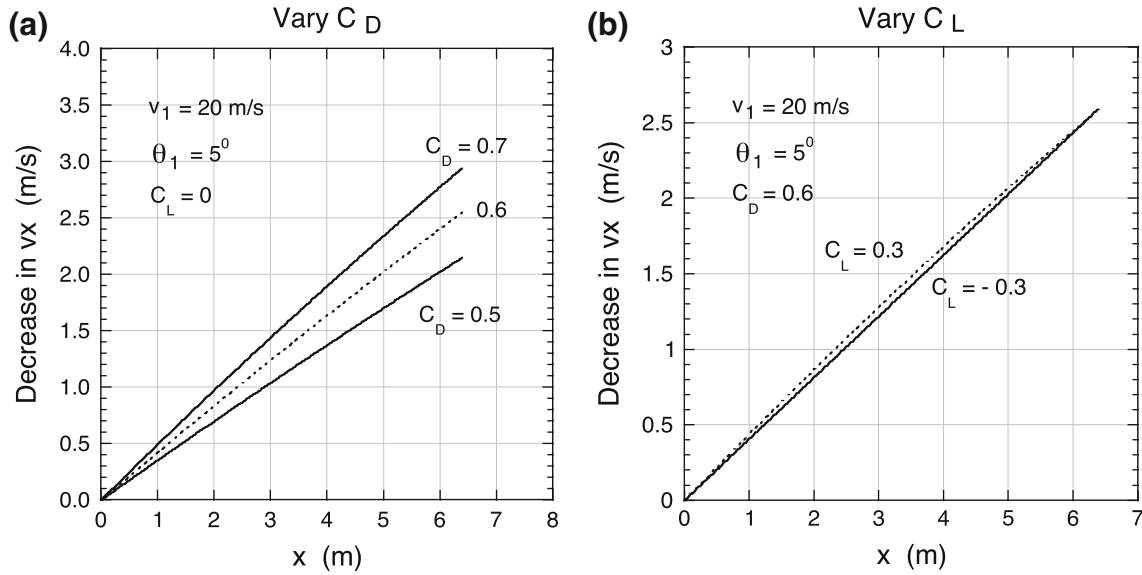 (a)
Vary C D
4.0
3.5
3.0
2.5
2.0
1.5
1.0
0.5
0.0
Decrease in vx (m/s)
v1 = 20 m/s
θ1 = 5⁰
CL = 0
CD = 0.7
0.6
CD = 0.5
0 1 2 3 4 5 6 7 8
x (m)
(b)
Vary C L
3
2.5
2
1.5
1
0.5
0
Decrease in vx (m/s)
v1 = 20 m/s
θ1 = 5⁰
CD = 0.6
CL = 0.3
CL = - 0.3
0 1 2 3 4 5 6 7
x (m)